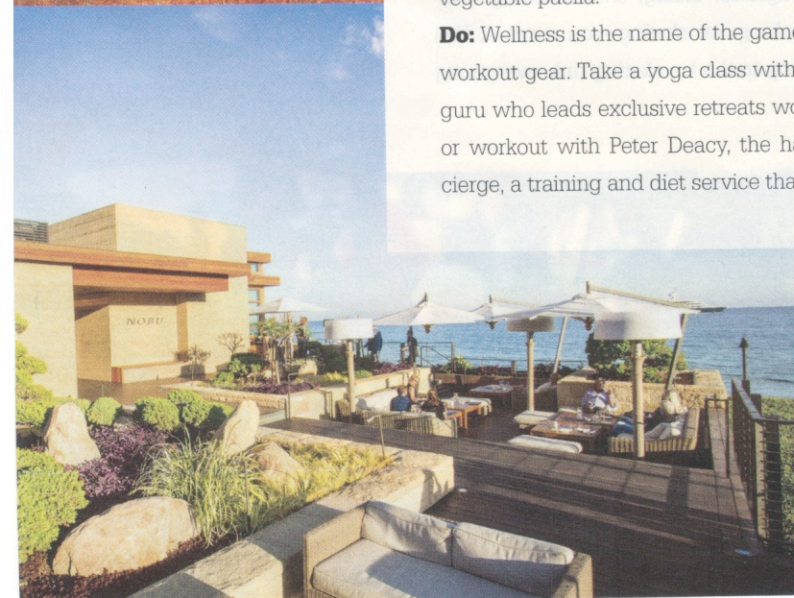 vegetable paella.
Do: Wellness is the name of the game
workout gear. Take a yoga class with
guru who leads exclusive retreats wo
or workout with Peter Deacy, the ha
cierge, a training and diet service tha
NOBU